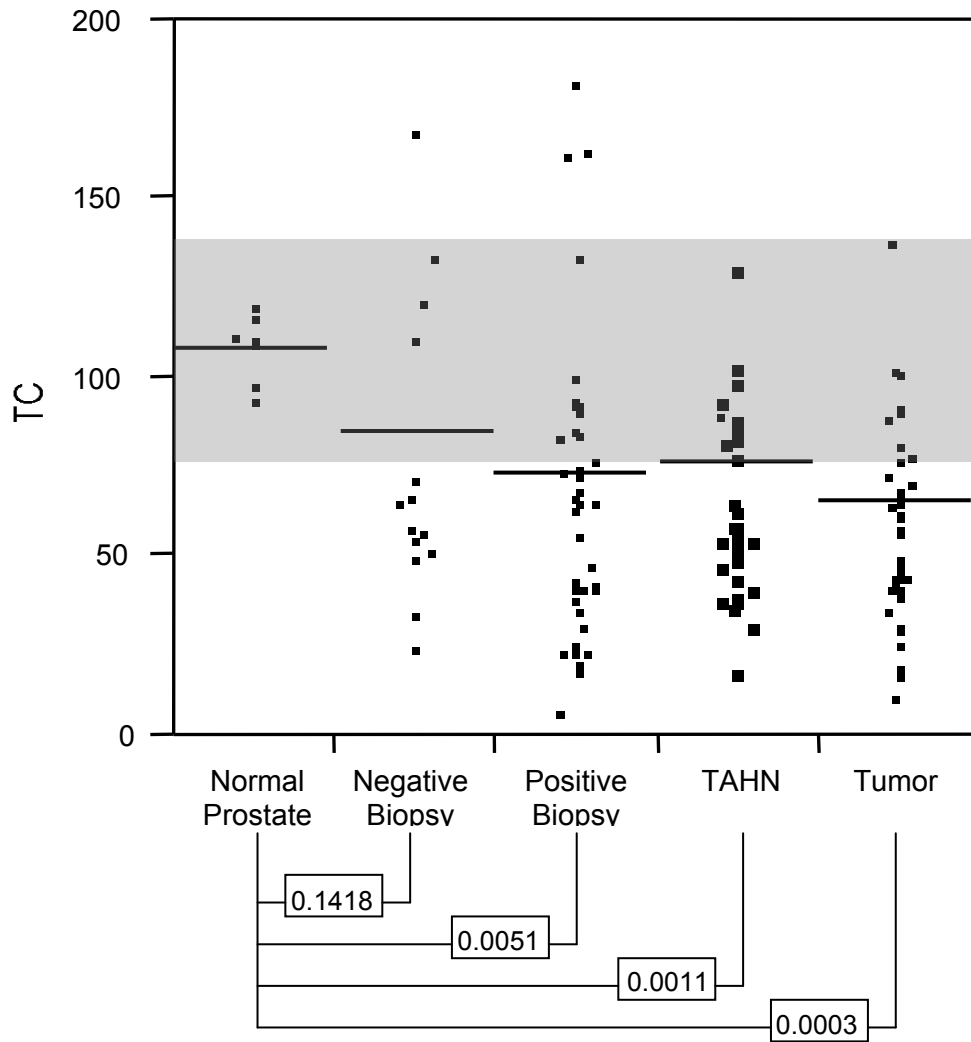 200
150
100
50
0
TC
Normal Prostate
Negative Biopsy
Positive Biopsy
TAHN
Tumor
0.1418
0.0051
0.0011
0.0003